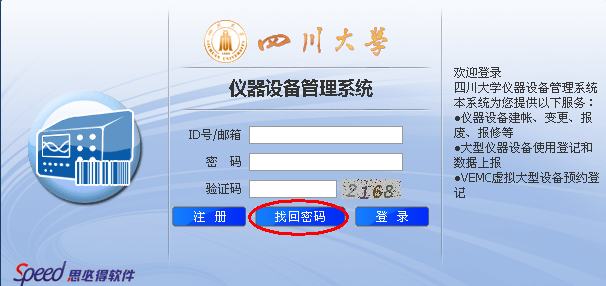 四川大学
仪器设备管理系统
ID号/邮箱
密 码
验证码
2168
注 册
找回密码
登 录
欢迎登录
四川大学仪器设备管理系统
本系统为您提供以下服务：
●仪器设备建帐、变更、报
废、报修等
●大型仪器设备使用登记和
数据上报
●VEMC虚拟大型设备预约登
记
Speed 思必得软件